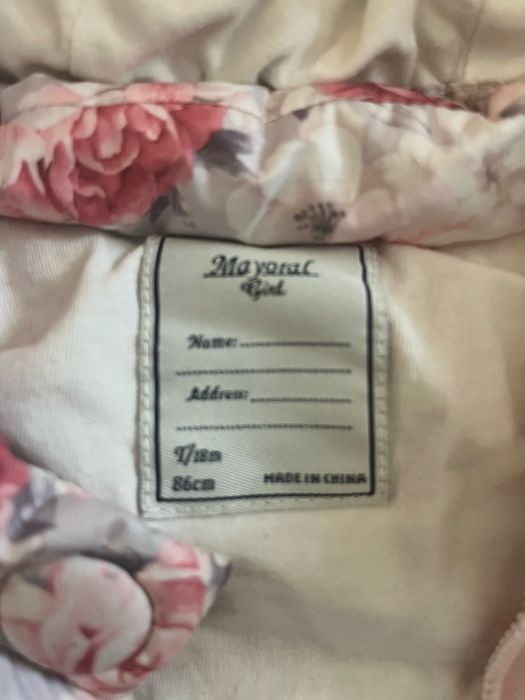 Mayoral
Girl
Name:
Address:
T/18m
86cm
MADE IN CHINA